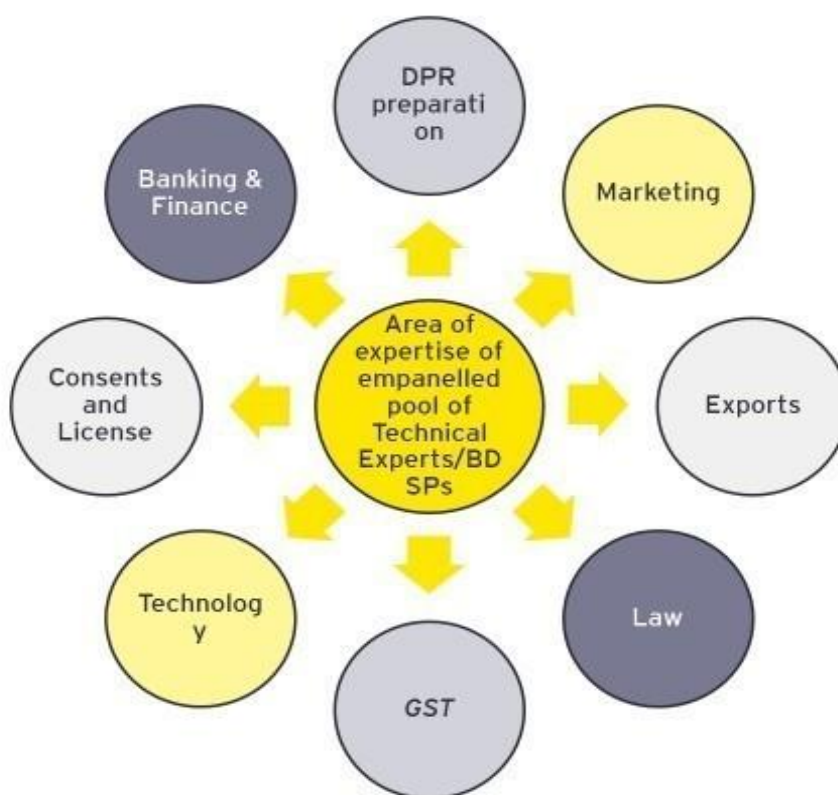 DPR
preparati
on
Banking &
Finance
Marketing
Area of
expertise of
empanelled
pool of
Technical
Experts/BD
SPs
Consents
and
License
Exports
Technolog
y
Law
GST